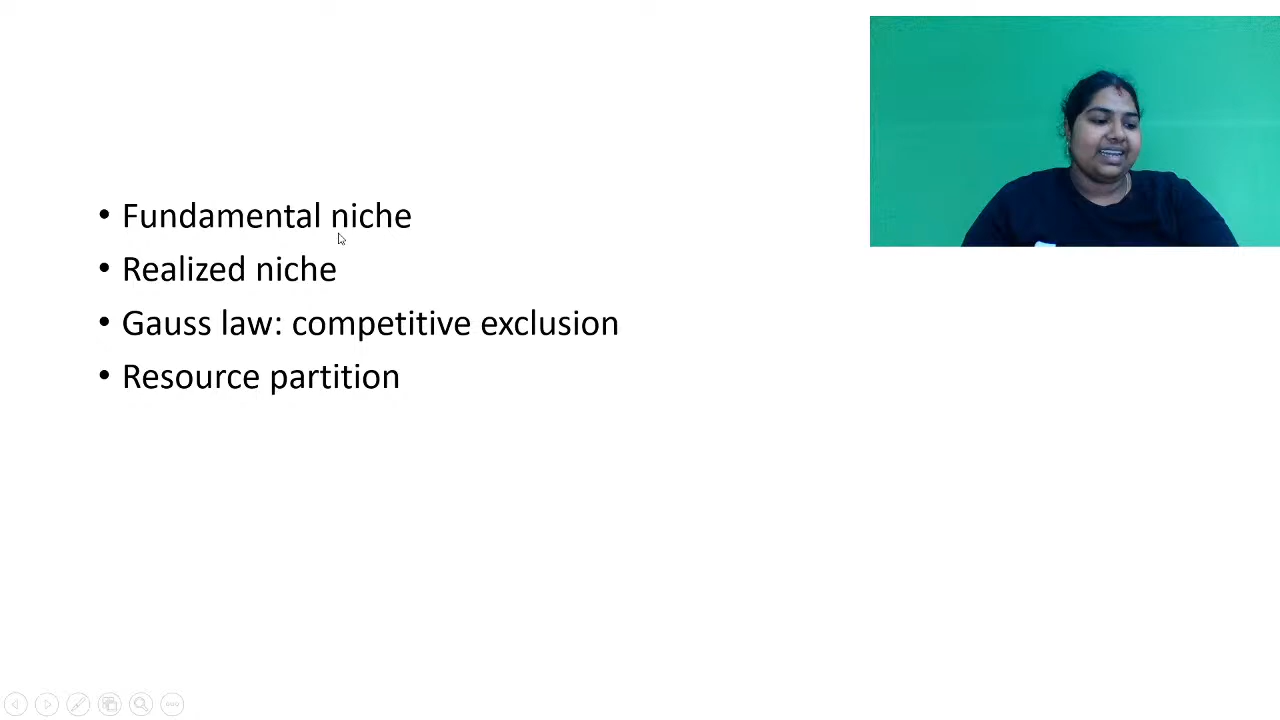 • Fundamental niche
• Realized niche
• Gauss law: competitive exclusion
• Resource partition